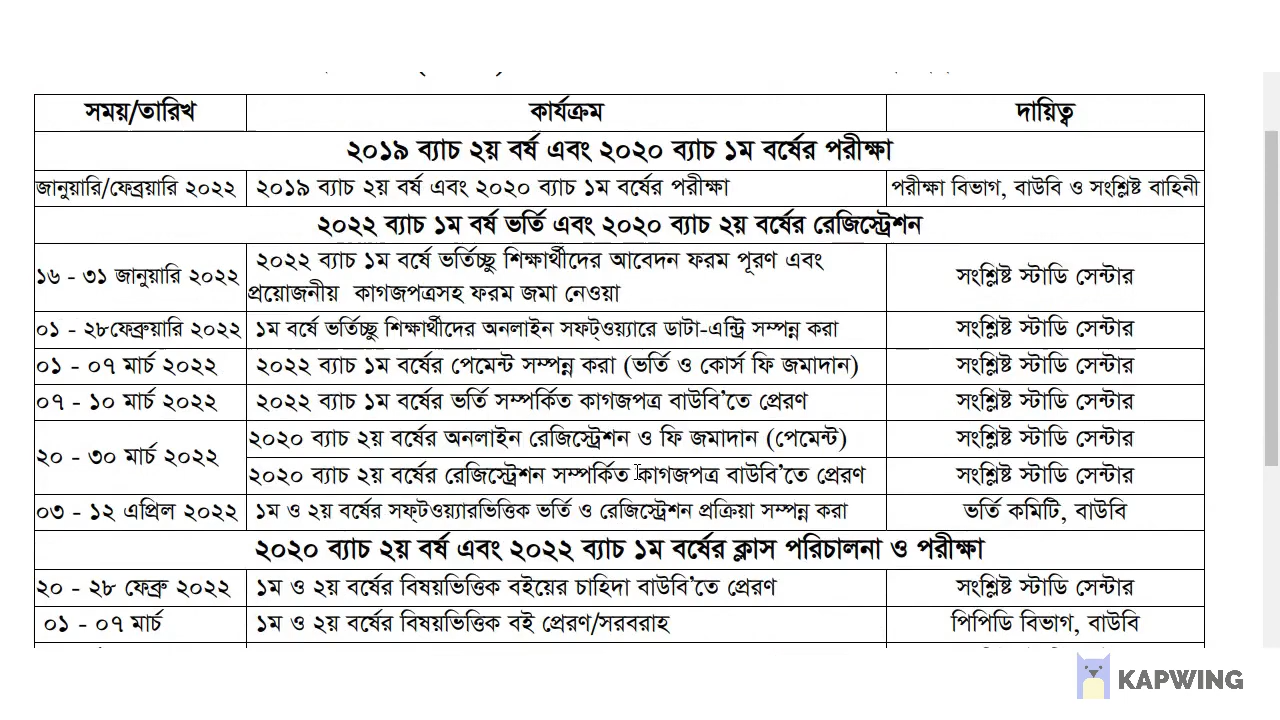 সময়/তারিখ কার্যক্রম দায়িত্ব
২০১৯ ব্যাচ ২য় বর্ষ এবং ২০২০ ব্যাচ ১ম বর্ষের পরীক্ষা
জানুয়ারি/ফেব্রয়ারি ২০২২ ২০১৯ ব্যাচ ২য় বর্ষ এবং ২০২০ ব্যাচ ১ম বর্ষের পরীক্ষা পরীক্ষা বিভাগ, বাউবি ও সংশ্লিষ্ট বাহিনী
২০২২ ব্যাচ ১ম বর্ষ ভর্তি এবং ২০২০ ব্যাচ ২য় বর্ষের রেজিস্ট্রেশন
১৬ - ৩১ জানুয়ারি ২০২২ ২০২২ ব্যাচ ১ম বর্ষে ভর্তিচ্ছু শিক্ষার্থীদের আবেদন ফরম পূরণ এবং
প্রয়োজনীয় কাগজপত্রসহ ফরম জমা নেওয়া সংশ্লিষ্ট স্টাডি সেন্টার
০১ - ২৮ফেব্রুয়ারি ২০২২ ১ম বর্ষে ভর্তিচ্ছু শিক্ষার্থীদের অনলাইন সফট্ওয়্যারে ডাটা-এন্ট্রি সম্পন্ন করা সংশ্লিষ্ট স্টাডি সেন্টার
০১ - ০৭ মার্চ ২০২২ ২০২২ ব্যাচ ১ম বর্ষের পেমেন্ট সম্পন্ন করা (ভর্তি ও কোর্স ফি জমাদান) সংশ্লিষ্ট স্টাডি সেন্টার
০৭ - ১০ মার্চ ২০২২ ২০২২ ব্যাচ ১ম বর্ষের ভর্তি সম্পর্কিত কাগজপত্র বাউবি’তে প্রেরণ সংশ্লিষ্ট স্টাডি সেন্টার
২০ - ৩০ মার্চ ২০২২ ২০২০ ব্যাচ ২য় বর্ষের অনলাইন রেজিস্ট্রেশন ও ফি জমাদান (পেমেন্ট) সংশ্লিষ্ট স্টাডি সেন্টার
২০২০ ব্যাচ ২য় বর্ষের রেজিস্ট্রেশন সম্পর্কিত কাগজপত্র বাউবি’তে প্রেরণ সংশ্লিষ্ট স্টাডি সেন্টার
০৩ - ১২ এপ্রিল ২০২২ ১ম ও ২য় বর্ষের সফ্টওয়্যারভিত্তিক ভর্তি ও রেজিস্ট্রেশন প্রক্রিয়া সম্পন্ন করা ভর্তি কমিটি, বাউবি
২০২০ ব্যাচ ২য় বর্ষ এবং ২০২২ ব্যাচ ১ম বর্ষের ক্লাস পরিচালনা ও পরীক্ষা
২০ - ২৮ ফেব্রু ২০২২ ১ম ও ২য় বর্ষের বিষয়ভিত্তিক বইয়ের চাহিদা বাউবি’তে প্রেরণ সংশ্লিষ্ট স্টাডি সেন্টার
০১ - ০৭ মার্চ ১ম ও ২য় বর্ষের বিষয়ভিত্তিক বই প্রেরণ/সরবরাহ পিপিডি বিভাগ, বাউবি
KAPWING